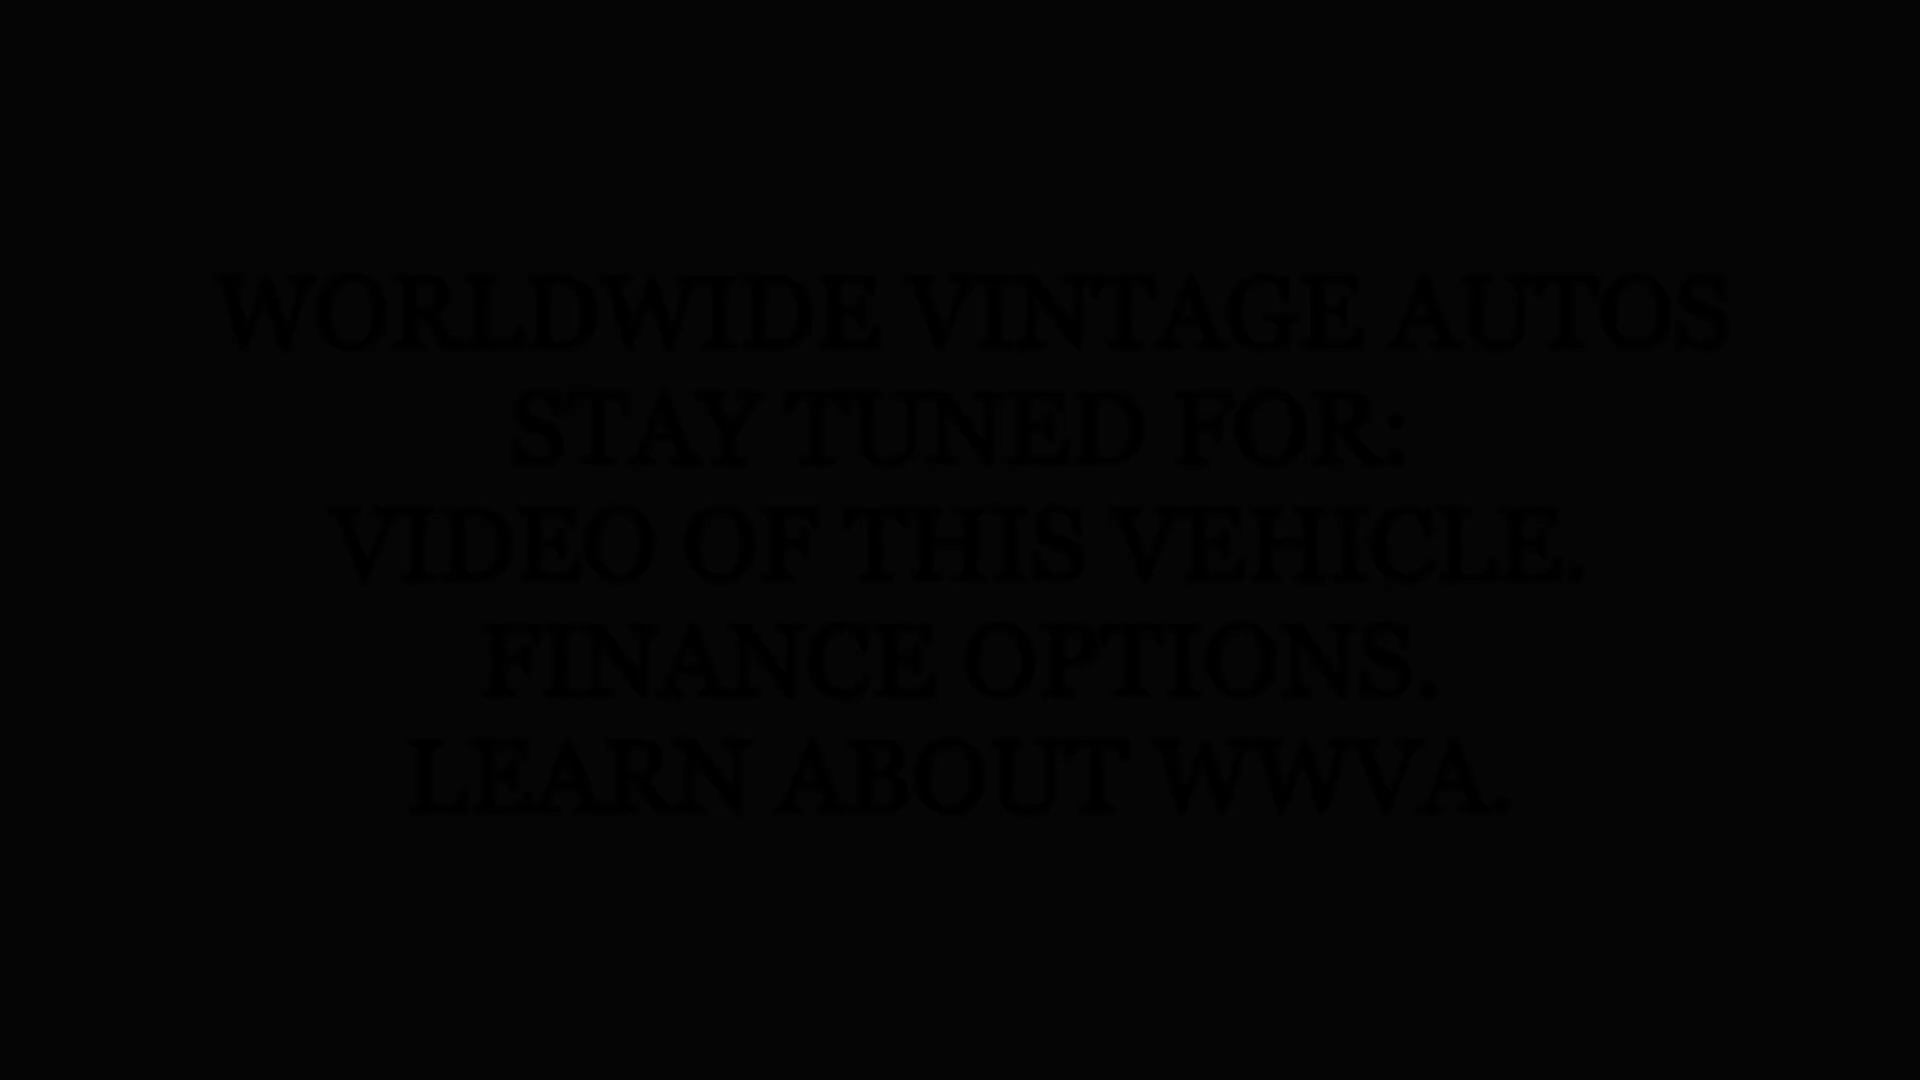 WORLDWIDE VINTAGE AUTOS
STAY TUNED FOR:
VIDEO OF THIS VEHICLE.
FINANCE OPTIONS.
LEARN ABOUT WWVA.